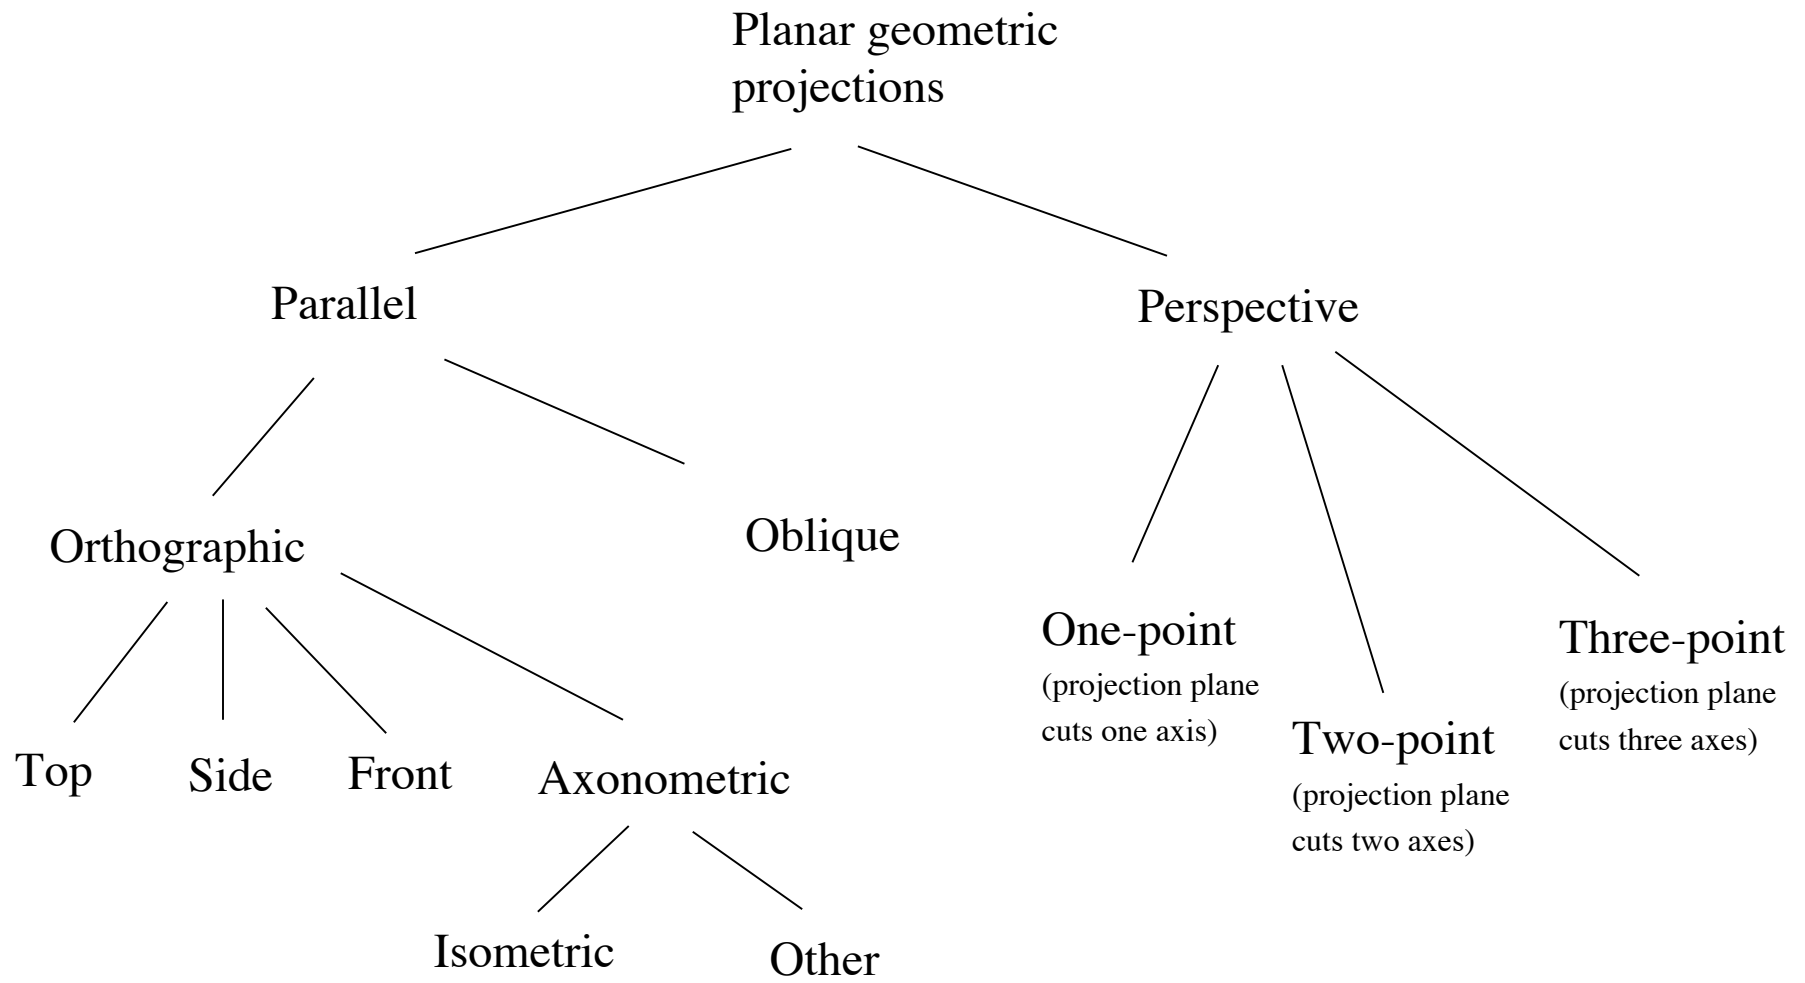 Planar geometric
projections
Parallel
Perspective
Orthographic
Oblique
One-point
(projection plane
cuts one axis)
Two-point
(projection plane
cuts two axes)
Three-point
(projection plane
cuts three axes)
Top
Side
Front
Axonometric
Isometric
Other